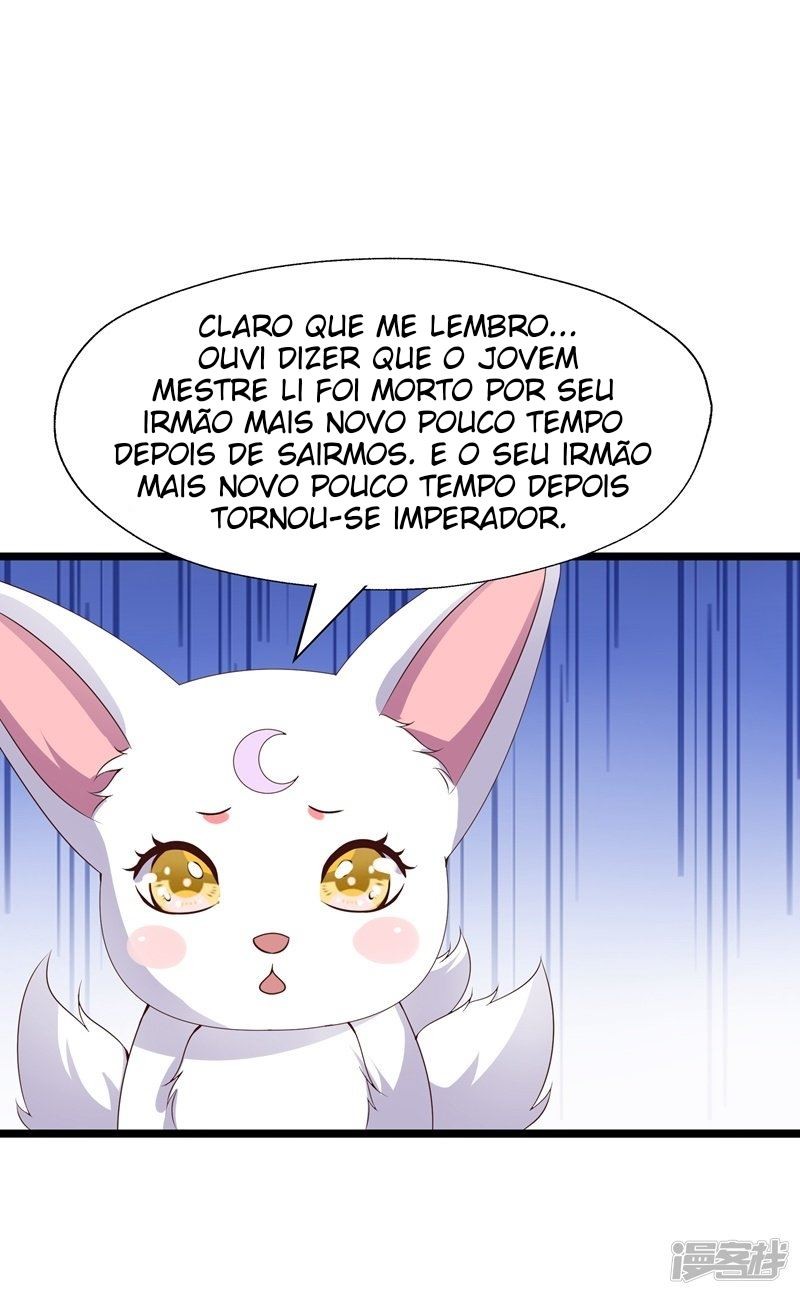 CLARO QUE ME LEMBRO...
OUVI DIZER QUE O JOVEM
MESTRE LI FOI MORTO POR SEU
IRMÃO MAIS NOVO POUCO TEMPO
DEPOIS DE SAIRMOS. E O SEU IRMÃO
MAIS NOVO POUCO TEMPO DEPOIS
TORNOU-SE IMPERADOR.
漫客栈